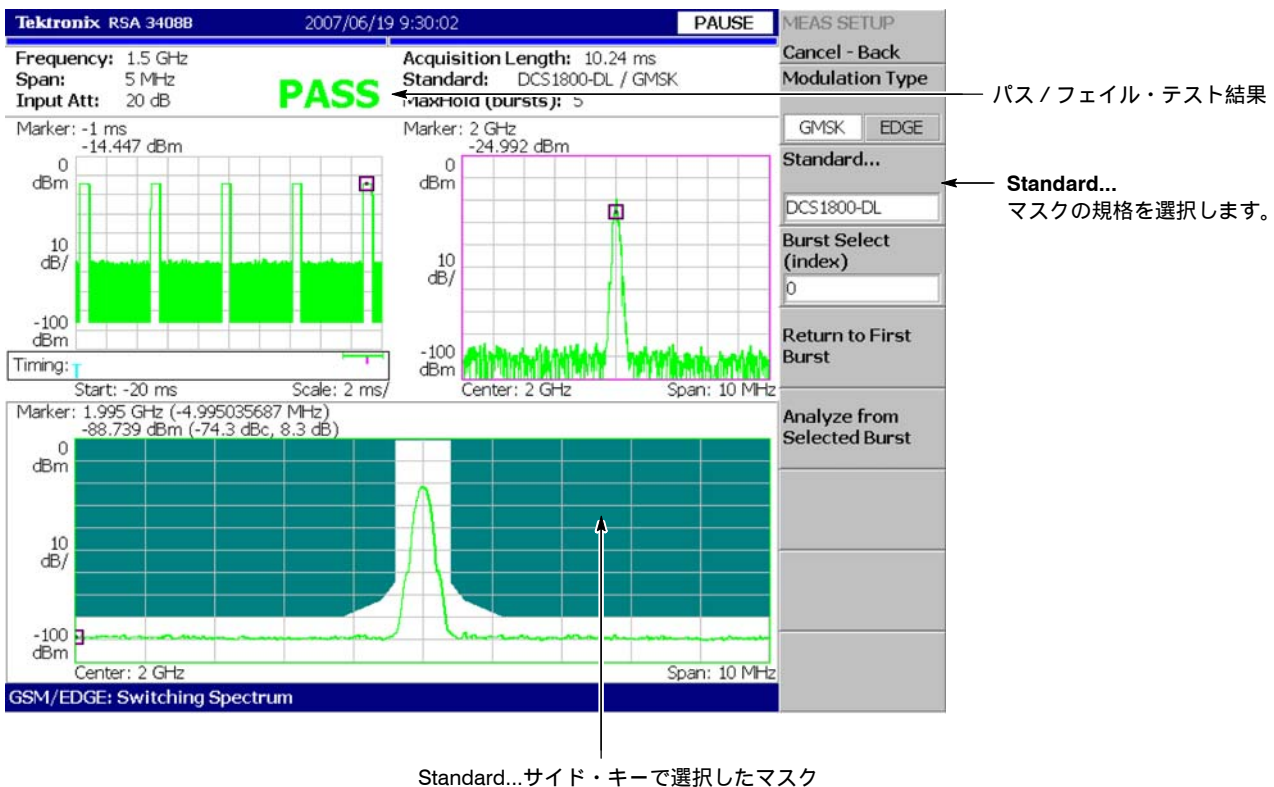 Tektronix RSA 3408B 2007/06/19 9:30:02 PAUSE
Frequency: 1.5 GHz
Span: 5 MHz
Input Att: 20 dB
PASS
Acquisition Length: 10.24 ms
Standard: DCS1800-DL / GMSK
MaxHold (bursts): 5
Marker: -1 ms
-14.447 dBm
0
dBm
10
dB/
-100
dBm
Timing:
Start: -20 ms Scale: 2 ms/
Marker: 2 GHz
-24.992 dBm
0
dBm
10
dB/
-100
dBm
Center: 2 GHz Span: 10 MHz
Marker: 1.995 GHz (-4.995035687 MHz)
-88.739 dBm (-74.3 dBc, 8.3 dB)
0
dBm
10
dB/
-100
dBm
Center: 2 GHz Span: 10 MHz
GSM/EDGE: Switching Spectrum
MEAS SETUP
Cancel - Back
Modulation Type
GMSK EDGE
Standard...
DCS1800-DL
Burst Select
(index)
0
Return to First
Burst
Analyze from
Selected Burst
パス / フェイル・テスト結果
Standard...
マスクの規格を選択します。
Standard...サイド・キーで選択したマスク